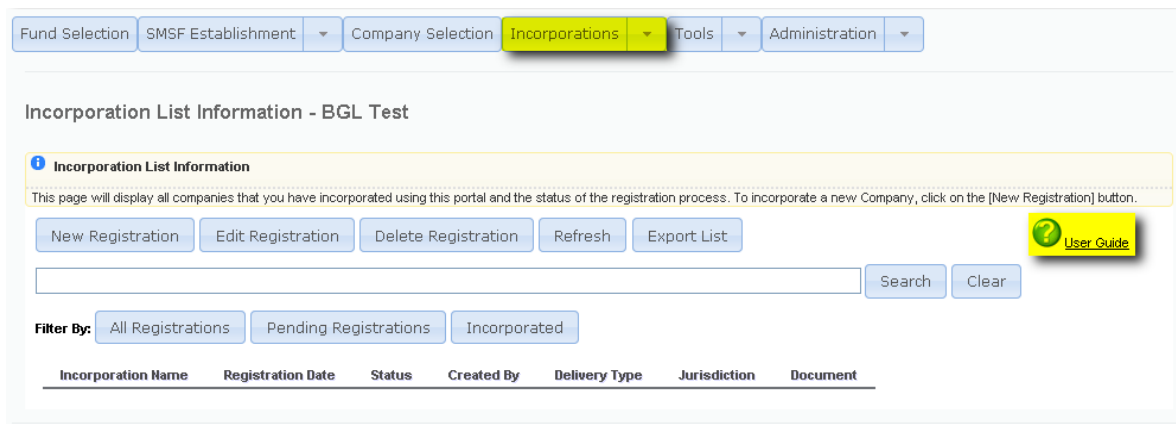 Fund Selection SMSF Establishment Company Selection Incorporations Tools Administration
Incorporation List Information - BGL Test
Incorporation List Information
This page will display all companies that you have incorporated using this portal and the status of the registration process. To incorporate a new Company, click on the [New Registration] button.
New Registration Edit Registration Delete Registration Refresh Export List User Guide
Search Clear
Filter By: All Registrations Pending Registrations Incorporated
Incorporation Name Registration Date Status Created By Delivery Type Jurisdiction Document